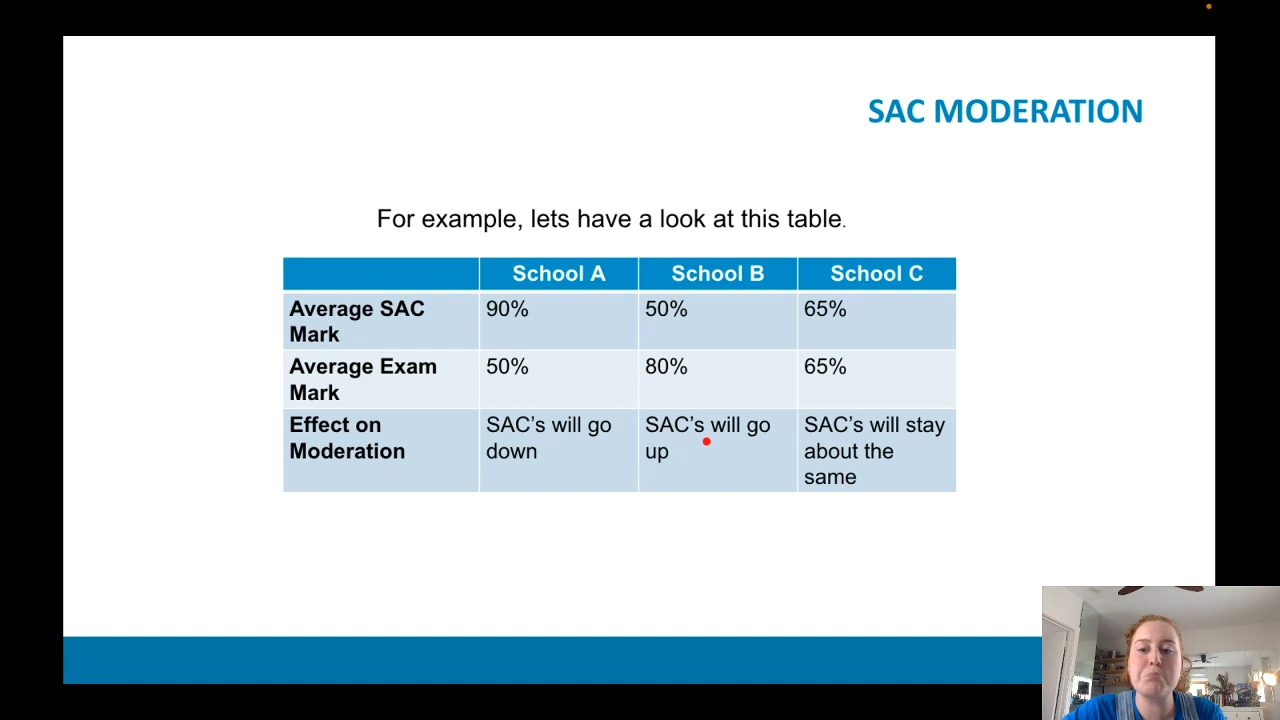 SAC MODERATION
For example, lets have a look at this table.
School A School B School C
Average SAC Mark 90% 50% 65%
Average Exam Mark 50% 80% 65%
Effect on Moderation SAC’s will go down SAC’s will go up SAC’s will stay about the same